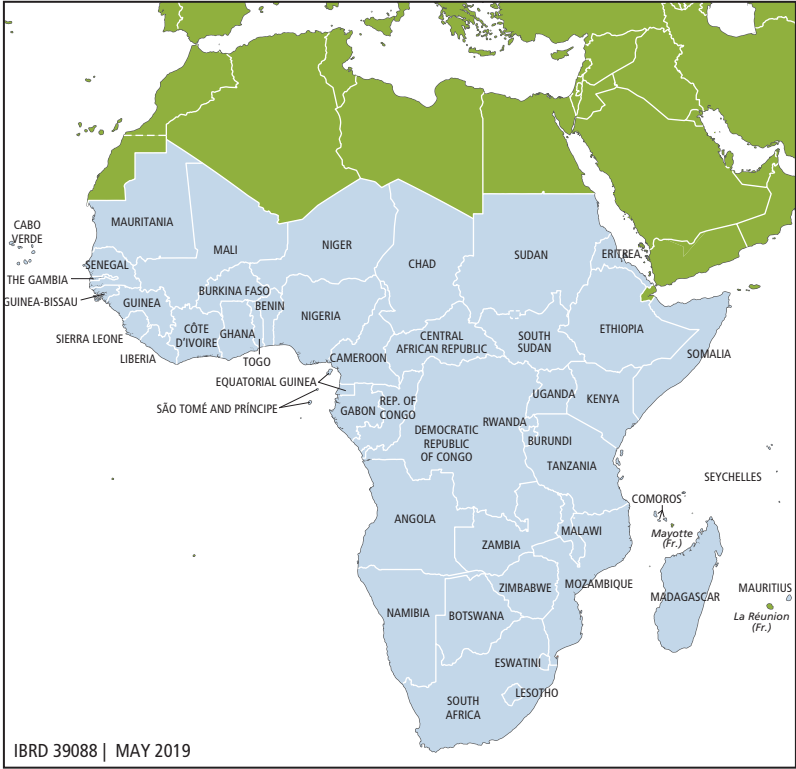 CABO
VERDE
MAURITANIA
MALI
NIGER
CHAD
SUDAN
ERITREA
SENEGAL
THE GAMBIA
GUINEA-BISSAU
GUINEA
BURKINA FASO
BENIN
NIGERIA
ETHIOPIA
SIERRA LEONE
LIBERIA
CÔTE
D'IVOIRE
GHANA
TOGO
CAMEROON
CENTRAL
AFRICAN REPUBLIC
SOUTH
SUDAN
SOMALIA
EQUATORIAL GUINEA
SÃO TOMÉ AND PRÍNCIPE
GABON
REP. OF
CONGO
DEMOCRATIC
REPUBLIC
OF CONGO
UGANDA
KENYA
RWANDA
BURUNDI
TANZANIA
SEYCHELLES
COMOROS
Mayotte
(Fr.)
ANGOLA
ZAMBIA
MALAWI
MOZAMBIQUE
ZIMBABWE
MADAGASCAR
MAURITIUS
La Réunion
(Fr.)
NAMIBIA
BOTSWANA
ESWATINI
LESOTHO
SOUTH
AFRICA
IBRD 39088 | MAY 2019